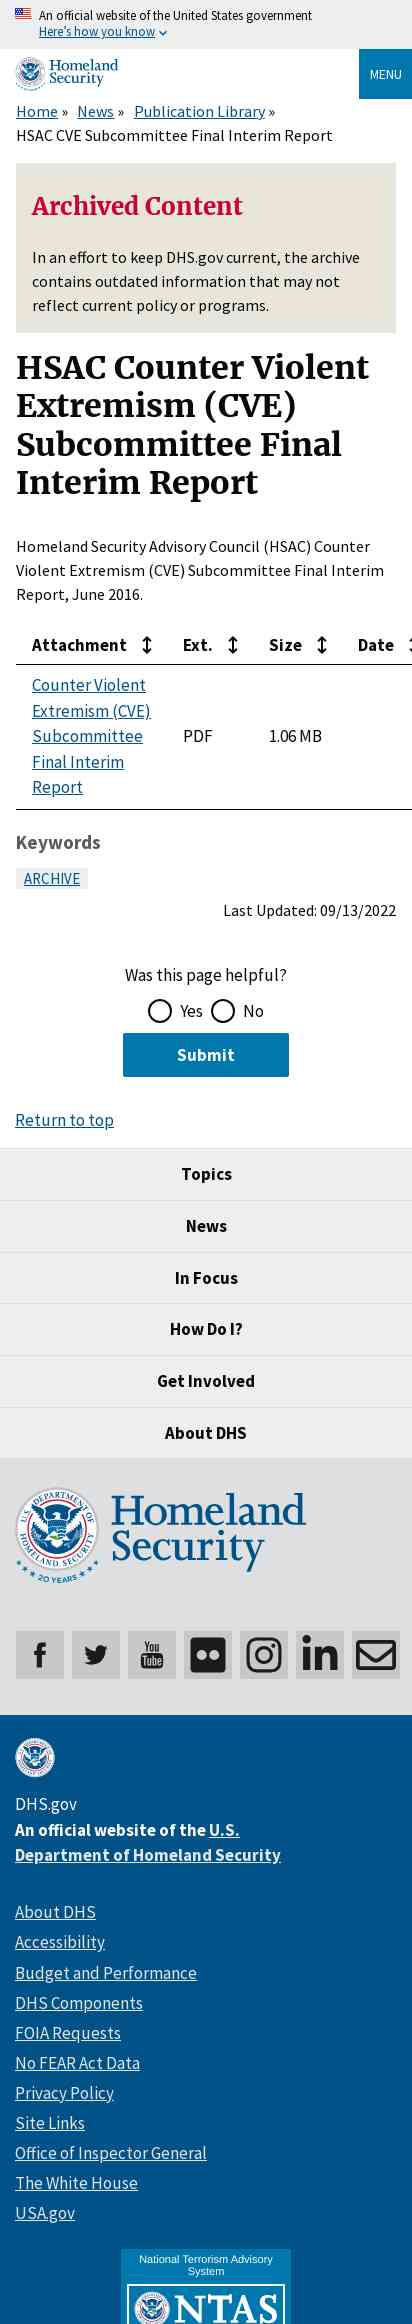 An official website of the United States government
Here's how you know
Homeland
Security
MENU
Home » News » Publication Library »
HSAC CVE Subcommittee Final Interim Report
Archived Content
In an effort to keep DHS.gov current, the archive
contains outdated information that may not
reflect current policy or programs.
HSAC Counter Violent
Extremism (CVE)
Subcommittee Final
Interim Report
Homeland Security Advisory Council (HSAC) Counter
Violent Extremism (CVE) Subcommittee Final Interim
Report, June 2016.
Attachment Ext. Size Date
Counter Violent
Extremism (CVE)
Subcommittee PDF 1.06 MB
Final Interim
Report
Keywords
ARCHIVE
Last Updated: 09/13/2022
Was this page helpful?
Yes No
Submit
Return to top
Topics
News
In Focus
How Do I?
Get Involved
About DHS
U.S. DEPARTMENT OF HOMELAND SECURITY
20 YEARS
Homeland
Security
You
Tube
DHS.gov
An official website of the U.S.
Department of Homeland Security
About DHS
Accessibility
Budget and Performance
DHS Components
FOIA Requests
No FEAR Act Data
Privacy Policy
Site Links
Office of Inspector General
The White House
USA.gov
National Terrorism Advisory
System
NTAS